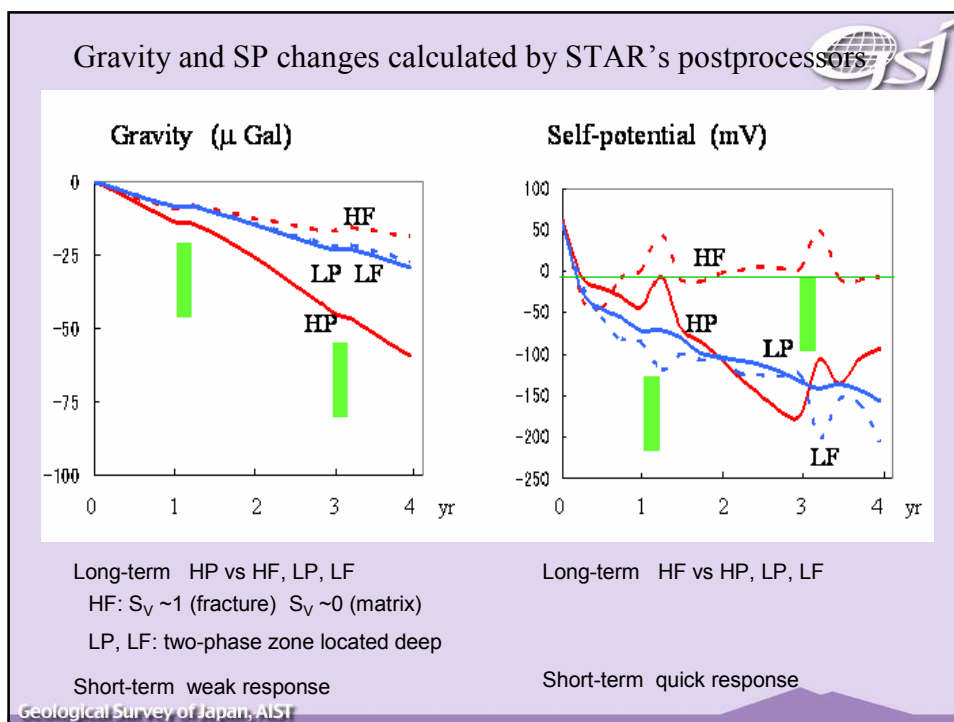 Gravity and SP changes calculated by STAR's postprocessors
GSJ
Gravity (μ Gal)
0
-25
-50
-75
-100
HF
LP LF
HP
0 1 2 3 4 yr
Self-potential (mV)
100
50
0
-50
-100
-150
-200
-250
HF
HP
LP
LF
0 1 2 3 4 yr
Long-term HP vs HF, LP, LF
HF: SV ~1 (fracture) SV ~0 (matrix)
LP, LF: two-phase zone located deep
Short-term weak response
Long-term HF vs HP, LP, LF
Short-term quick response
Geological Survey of Japan, AIST